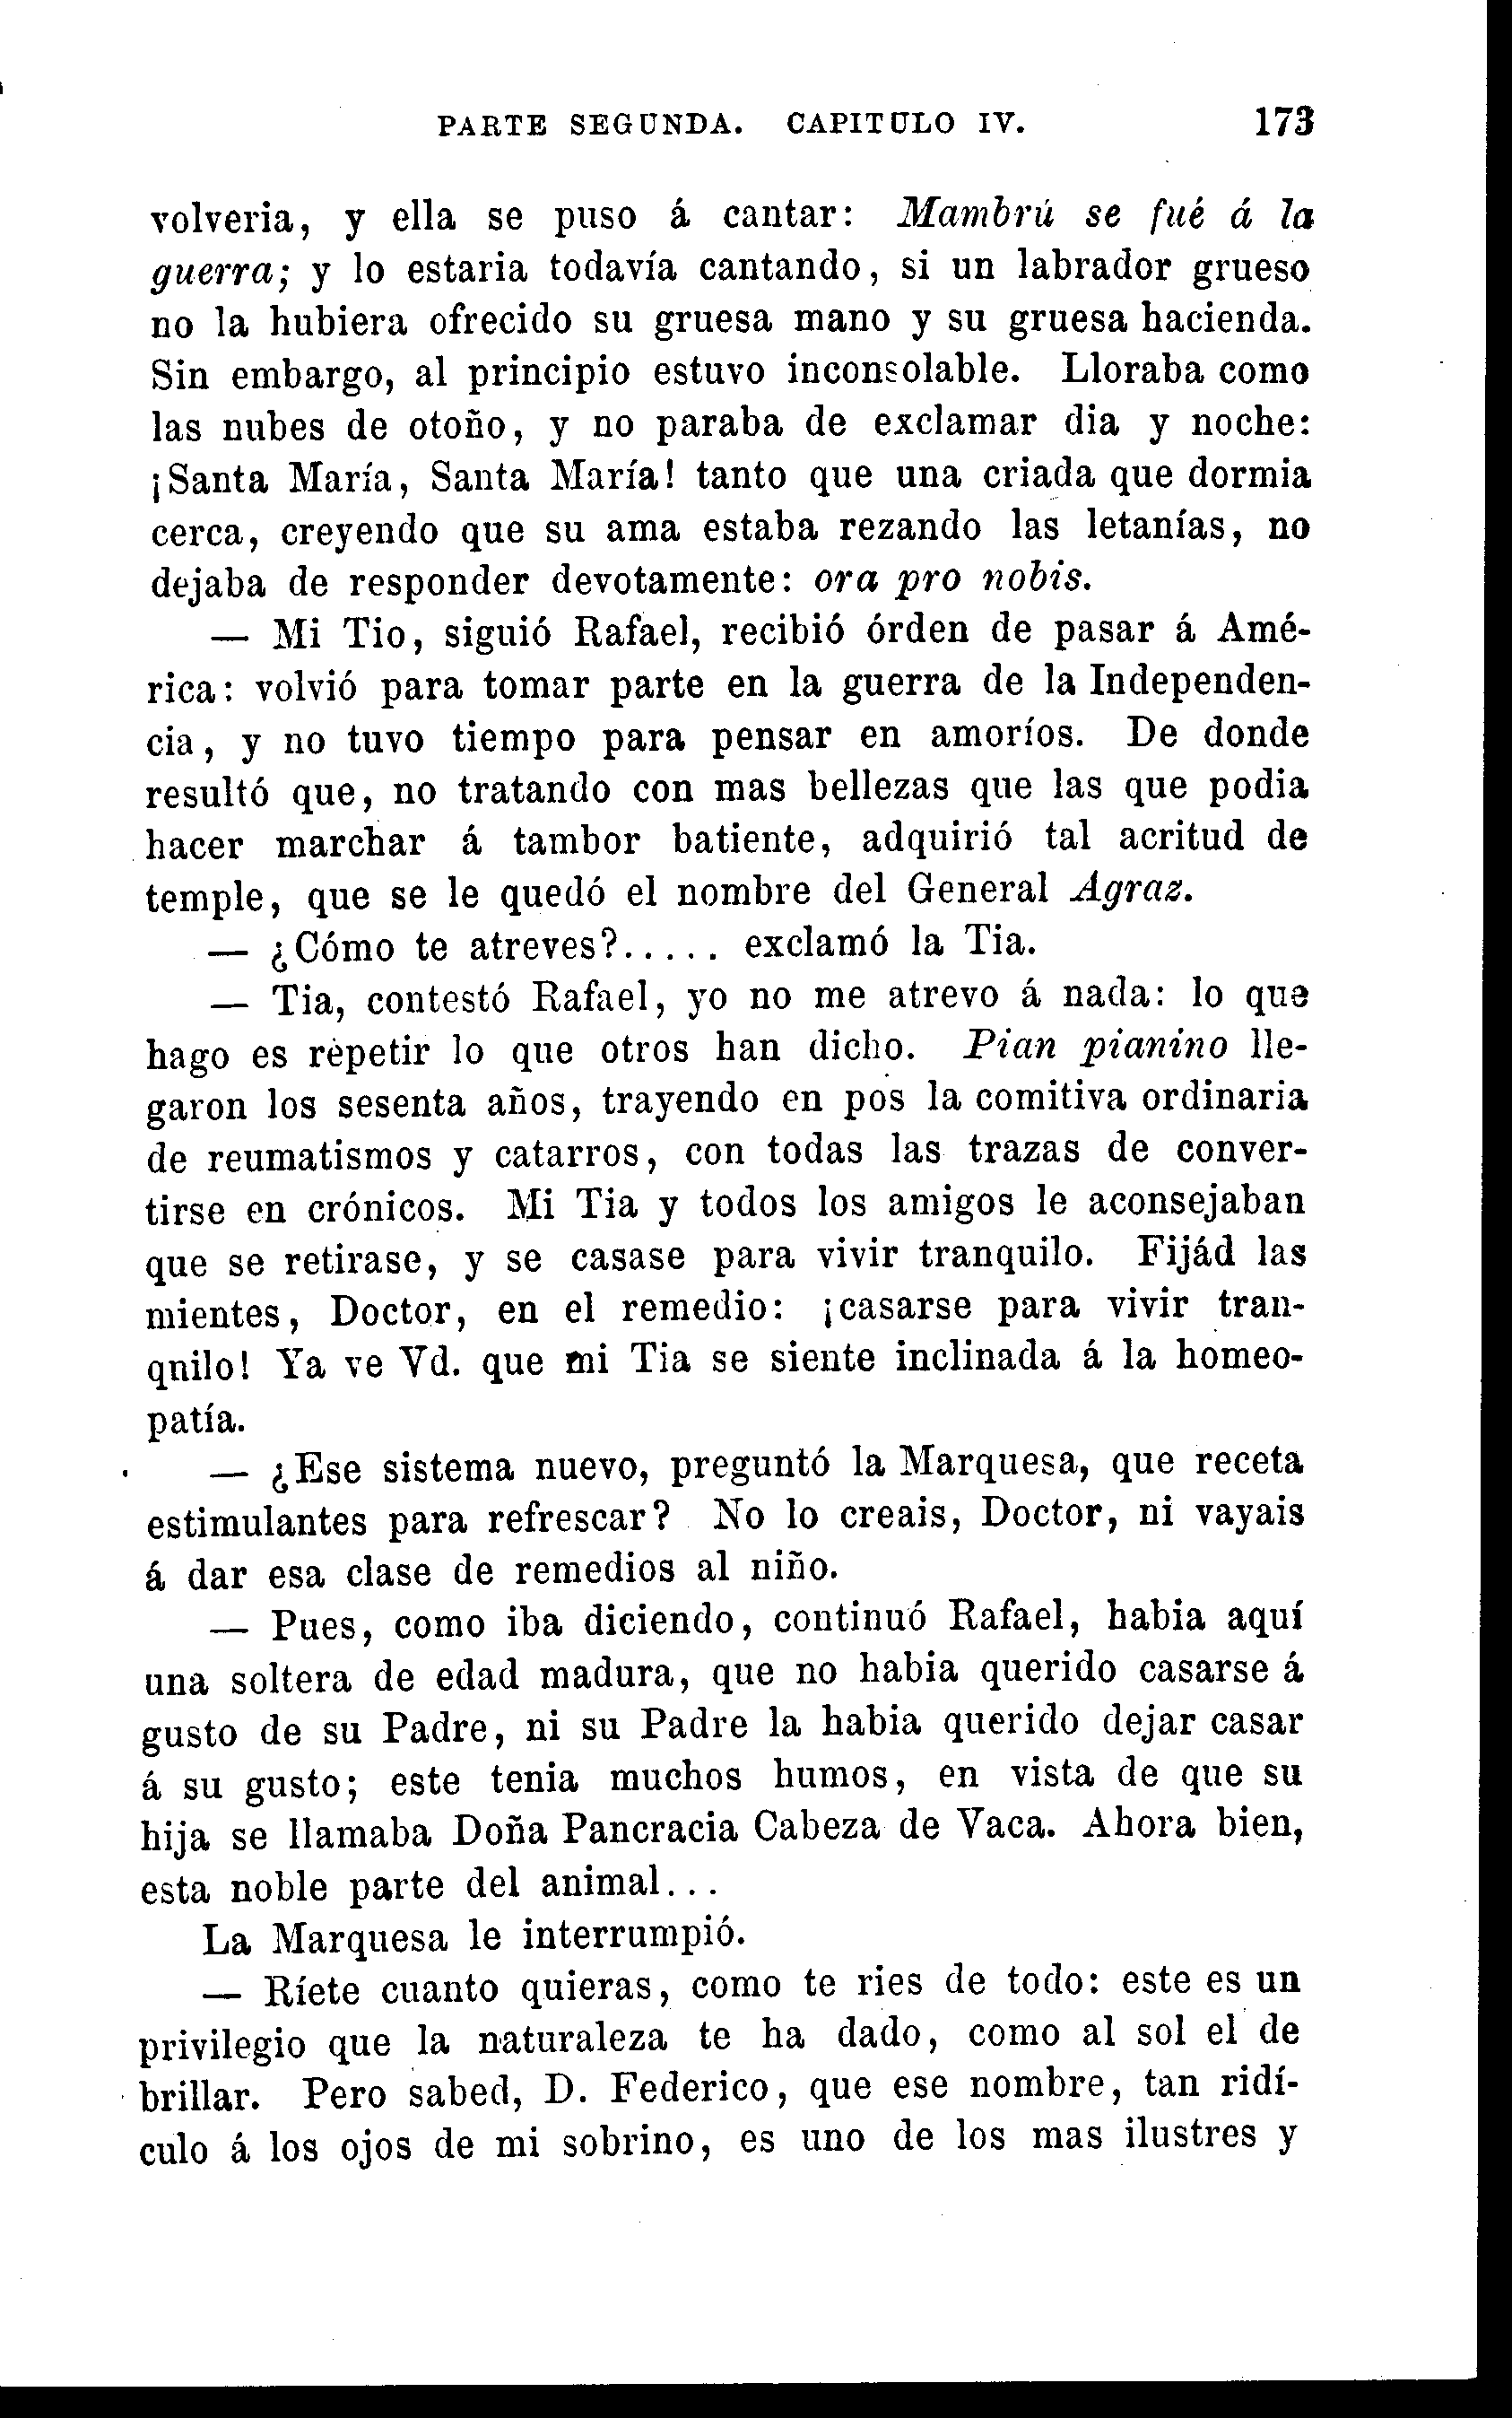 PARTE SEGUNDA. CAPITULO IV. 173
volveria, y ella se puso á cantar: Mambrú se fué á la
guerra; y lo estaria todavía cantando, si un labrador grueso
no la hubiera ofrecido su gruesa mano y su gruesa hacienda.
Sin embargo, al principio estuvo inconsolable. Lloraba como
las nubes de otoño, y no paraba de exclamar dia y noche:
¡Santa María, Santa María! tanto que una criada que dormia
cerca, creyendo que su ama estaba rezando las letanías, no
dejaba de responder devotamente: ora pro nobis.
— Mi Tio, siguió Rafael, recibió órden de pasar á Amé-
rica: volvió para tomar parte en la guerra de la Independen-
cia, y no tuvo tiempo para pensar en amoríos. De donde
resultó que, no tratando con mas bellezas que las que podia
hacer marchar á tambor batiente, adquirió tal acritud de
temple, que se le quedó el nombre del General Agraz.
— ¿Cómo te atreves?..... exclamó la Tia.
— Tia, contestó Rafael, yo no me atrevo á nada: lo que
hago es repetir lo que otros han dicho. Pian pianino lle-
garon los sesenta años, trayendo en pos la comitiva ordinaria
de reumatismos y catarros, con todas las trazas de conver-
tirse en crónicos. Mi Tia y todos los amigos le aconsejaban
que se retirase, y se casase para vivir tranquilo. Fijád las
mientes, Doctor, en el remedio: ¡casarse para vivir tran-
qnilo! Ya ve Vd. que mi Tia se siente inclinada á la homeo-
patía.
— ¿Ese sistema nuevo, preguntó la Marquesa, que receta
estimulantes para refrescar? No lo creais, Doctor, ni vayais
á dar esa clase de remedios al niño.
— Pues, como iba diciendo, continuó Rafael, habia aquí
una soltera de edad madura, que no habia querido casarse á
gusto de su Padre, ni su Padre la habia querido dejar casar
á su gusto; este tenia muchos humos, en vista de que su
hija se llamaba Doña Pancracia Cabeza de Vaca. Ahora bien,
esta noble parte del animal...
La Marquesa le interrumpió.
— Ríete cuanto quieras, como te ries de todo: este es un
privilegio que la naturaleza te ha dado, como al sol el de
brillar. Pero sabed, D. Federico, que ese nombre, tan ridí-
culo á los ojos de mi sobrino, es uno de los mas ilustres y